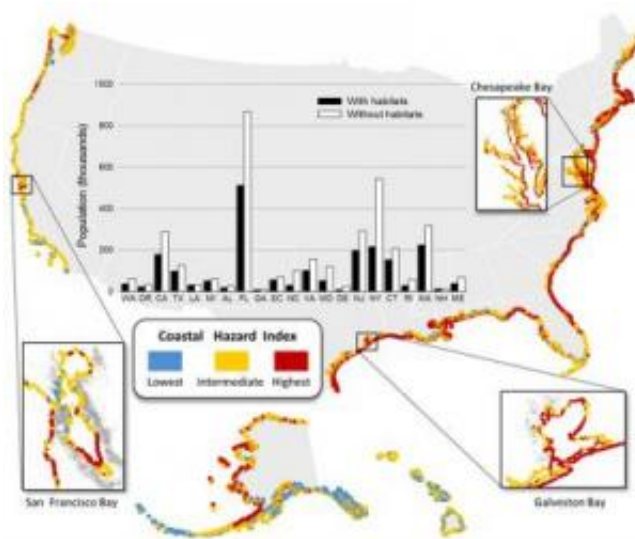 Chesapeake Bay
1000
With habitats
Without habitats
800
600
400
200
0
Population (thousands)
WA OR CA TX LA MS AL FL GA SC NC VA MD DE NJ NY CT RI MA NH ME
Coastal Hazard Index
Lowest Intermediate Highest
San Francisco Bay
Galveston Bay